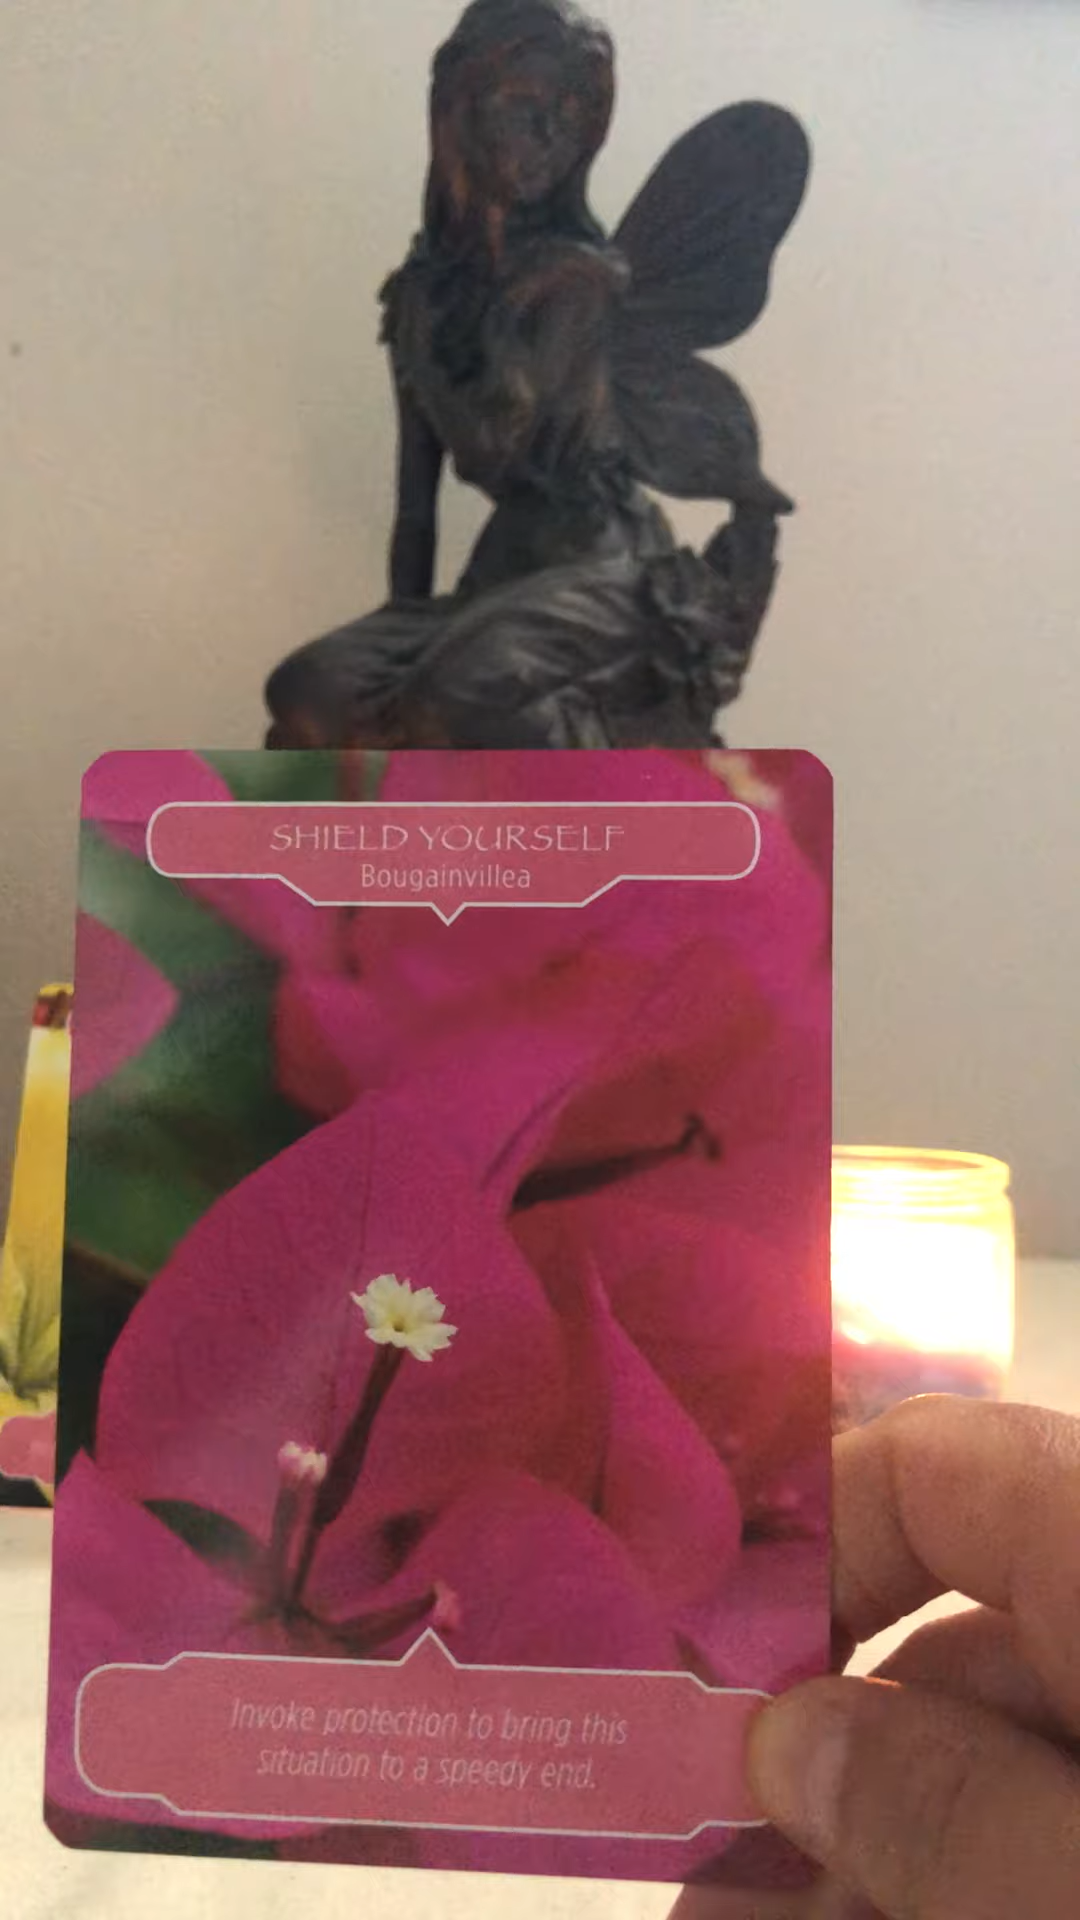 SHIELD YOURSELF
Bougainvillea
Invoke protection to bring this
situation to a speedy end.